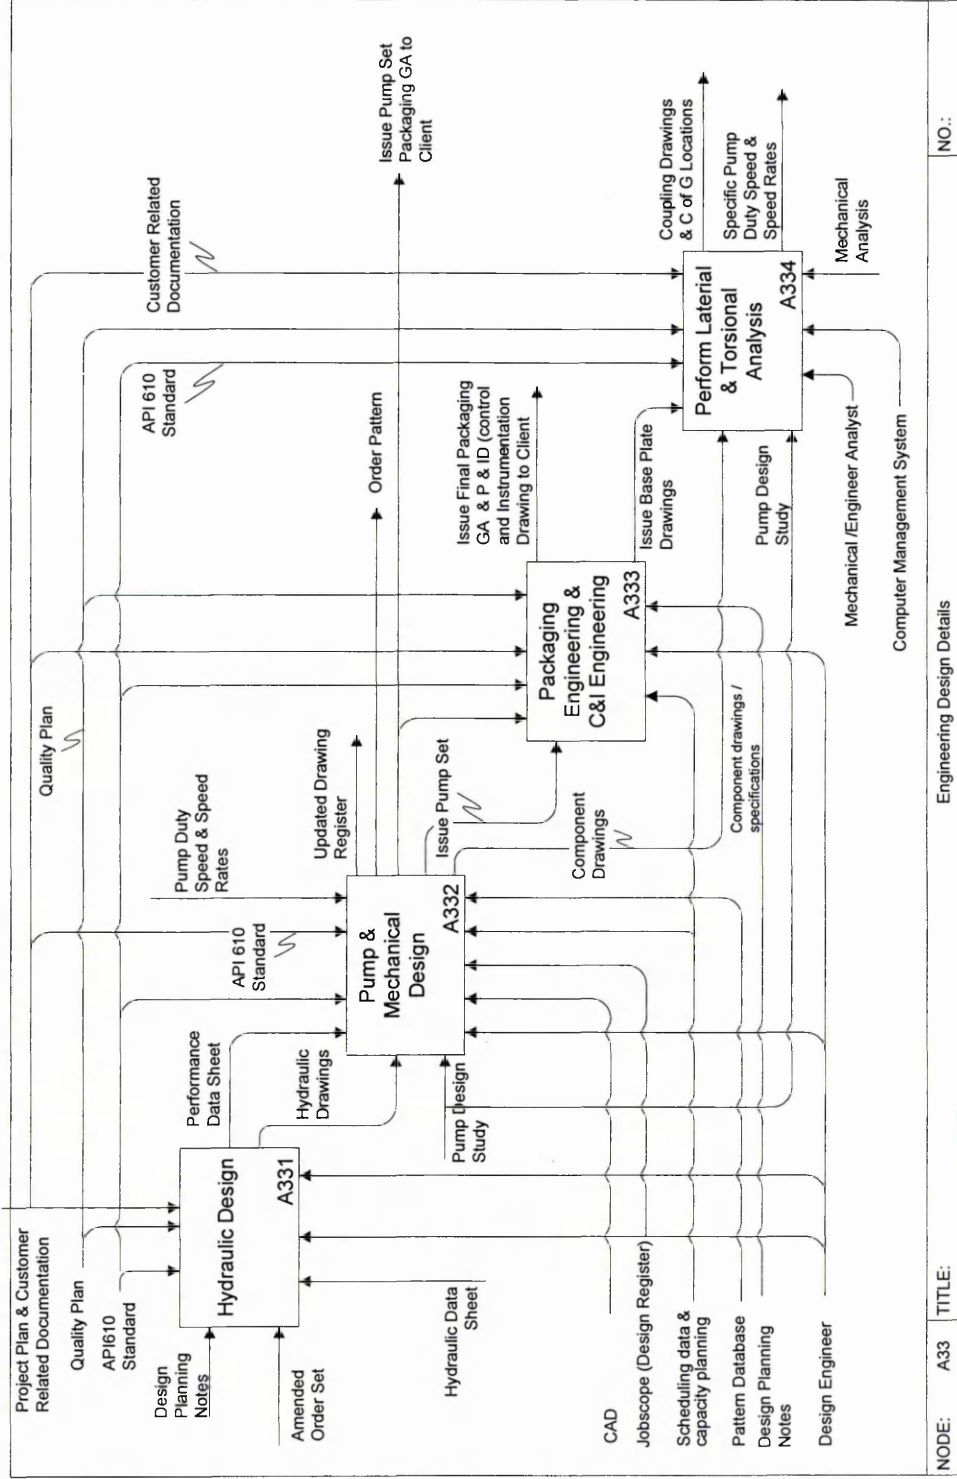 Project Plan & Customer
Related Documentation
Quality Plan
API610
Standard
Design
Planning
Notes
Amended
Order Set
Hydraulic Design
A331
Hydraulic Data
Sheet
Performance
Data Sheet
Hydraulic
Drawings
Pump Design
Study
Quality Plan
Pump Duty
Speed & Speed
Rates
API 610
Standard
Pump &
Mechanical
Design
A332
Updated Drawing
Register
Issue Pump Set
Component
Drawings
Order Pattern
Issue Pump Set
Packaging GA to
Client
API 610
Standard
Customer Related
Documentation
Packaging
Engineering &
C&I Engineering
A333
Issue Final Packaging
GA & P & ID (control
and Instrumentation
Drawing to Client
Issue Base Plate
Drawings
Component drawings /
specifications
Pump Design
Study
Perform Laterial
& Torsional
Analysis
A334
Coupling Drawings
& C of G Locations
Specific Pump
Duty Speed &
Speed Rates
Mechanical
Analysis
Mechanical /Engineer Analyst
Computer Management System
CAD
Jobscope (Design Register)
Scheduling data &
capacity planning
Pattern Database
Design Planning
Notes
Design Engineer
NODE: A33 TITLE: Engineering Design Details NO.: